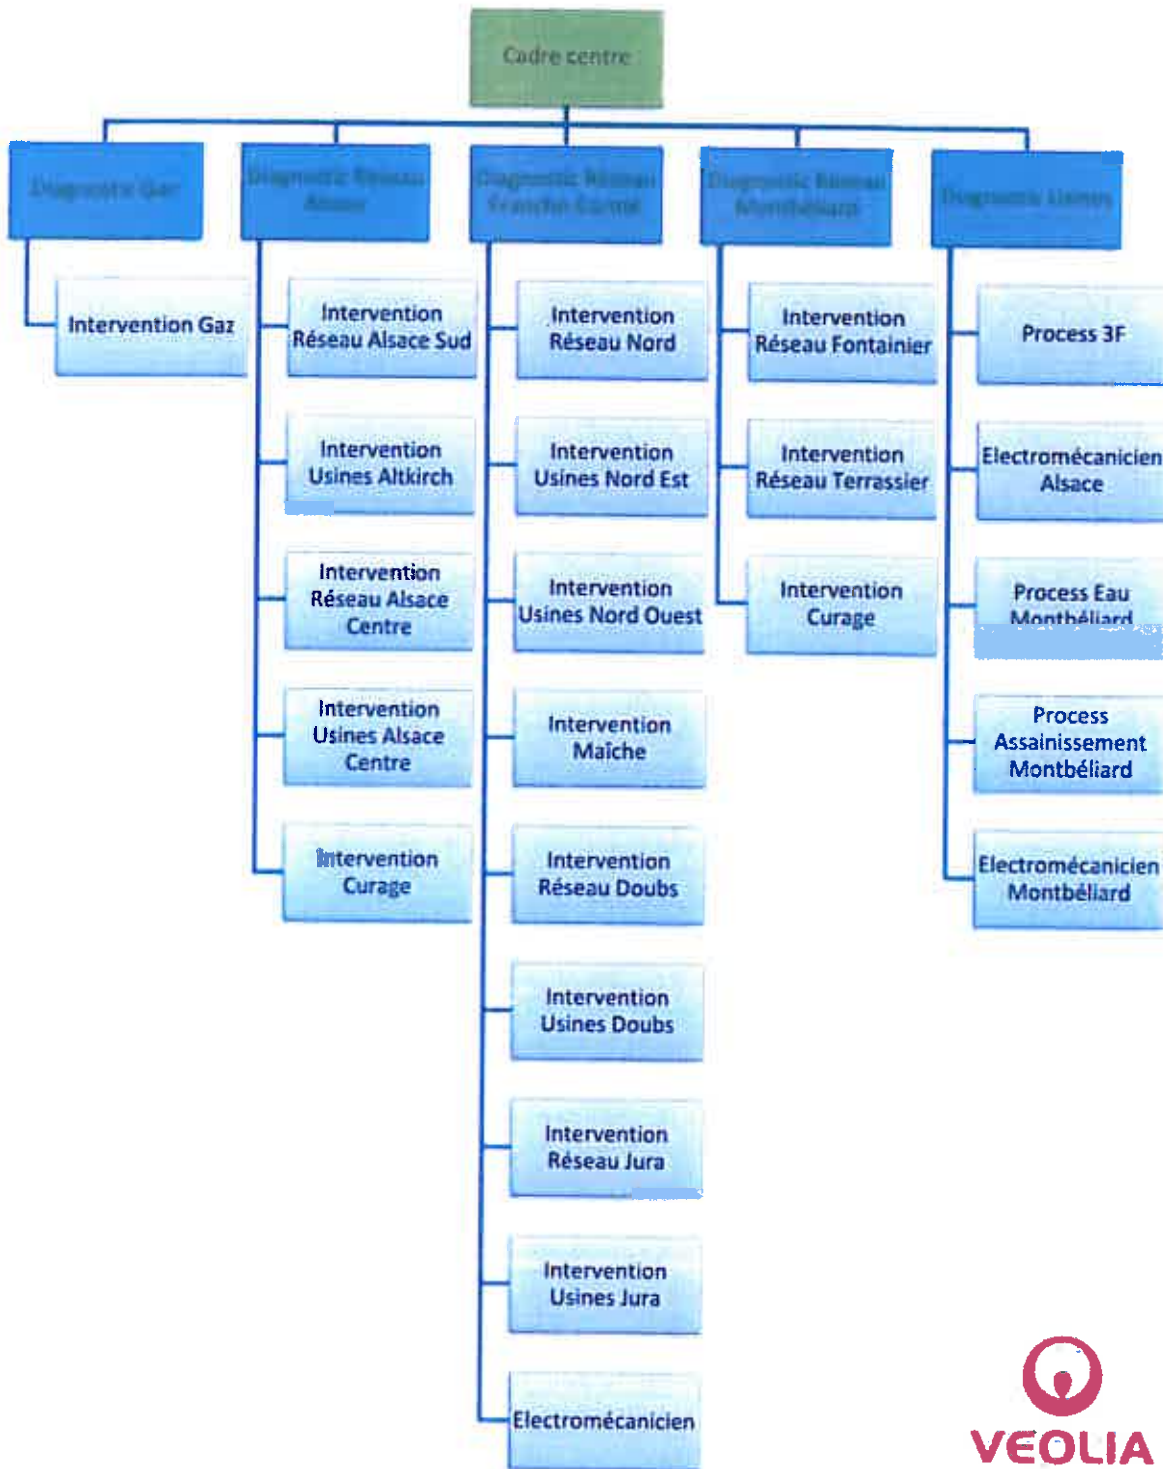 Cadre centre
Diagnostic Gaz
Diagnostic Réseau
Alsace
Diagnostic Réseau
Franche-Comté
Diagnostic Réseau
Montbéliard
Diagnostic Usines
Intervention Gaz
Intervention
Réseau Alsace Sud
Intervention
Usines Altkirch
Intervention
Réseau Alsace
Centre
Intervention
Usines Alsace
Centre
Intervention
Curage
Intervention
Réseau Nord
Intervention
Usines Nord Est
Intervention
Usines Nord Ouest
Intervention
Maîche
Intervention
Réseau Doubs
Intervention
Usines Doubs
Intervention
Réseau Jura
Intervention
Usines Jura
Electromécanicien
Intervention
Réseau Fontainier
Intervention
Réseau Terrassier
Intervention
Curage
Process 3F
Electromécanicien
Alsace
Process Eau
Montbéliard
Process
Assainissement
Montbéliard
Electromécanicien
Montbéliard
VEOLIA